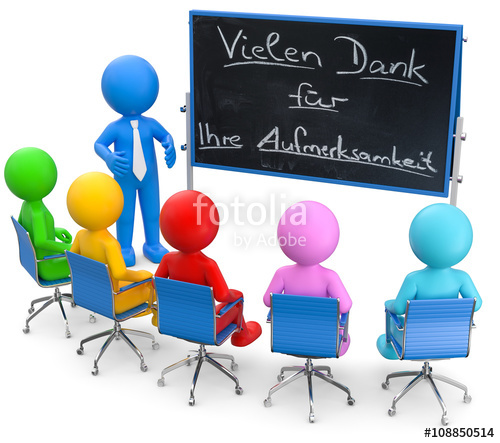 Vielen Dank
für
Ihre Aufmerksamkeit
fotolia
by Adobe
#108850514